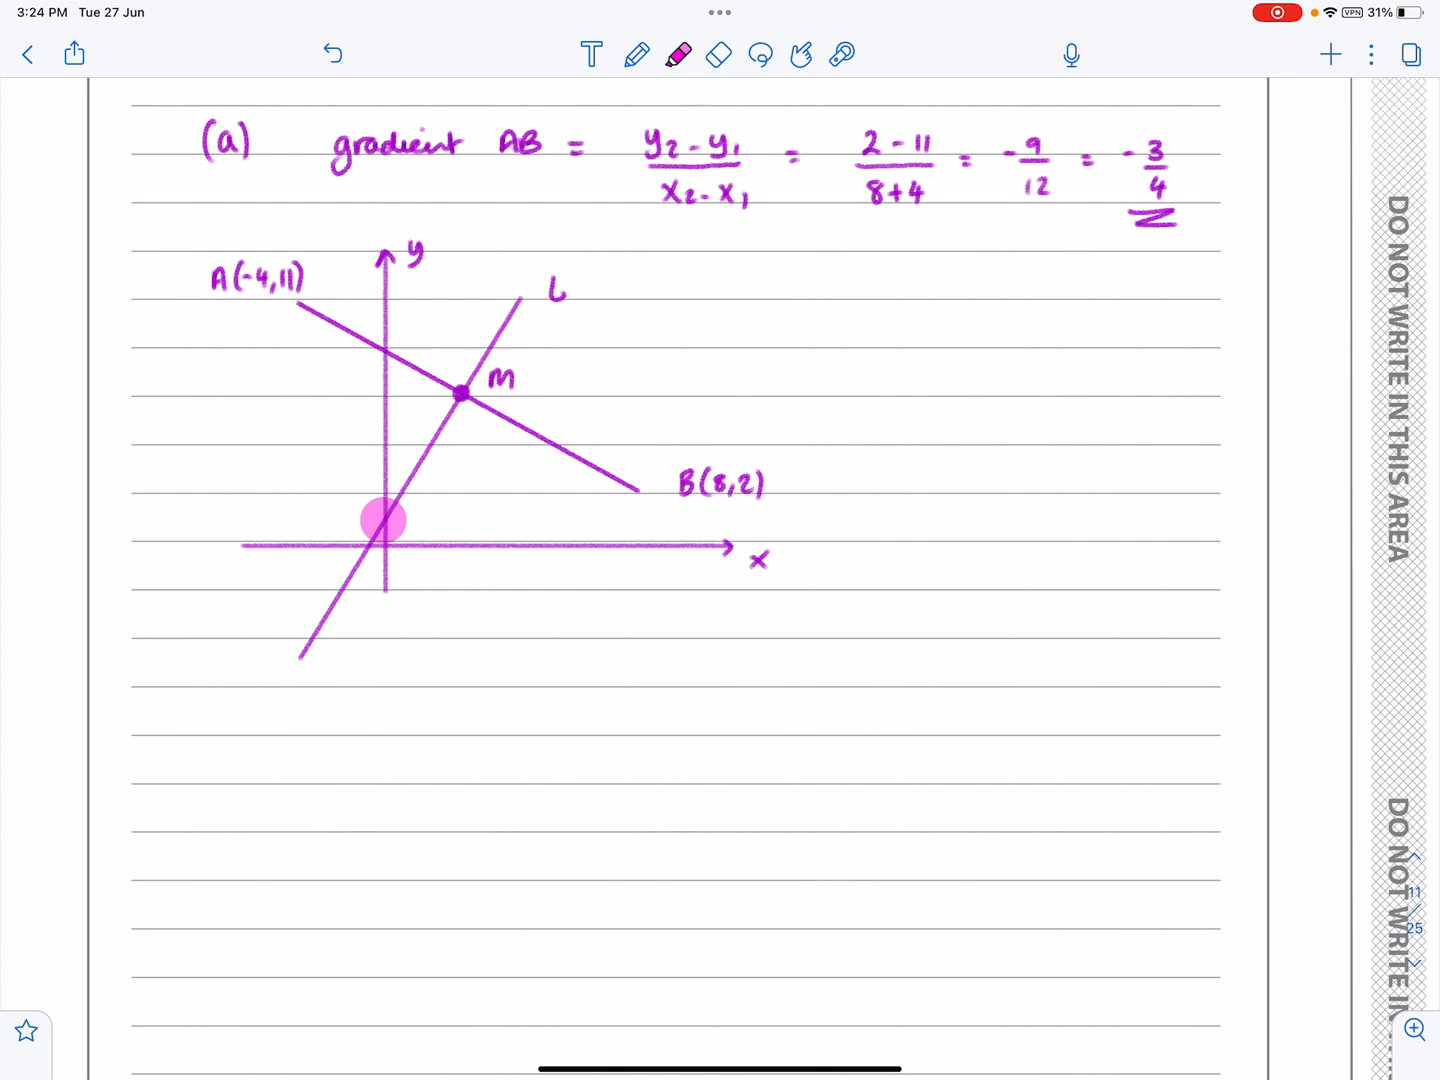 3:24 PM Tue 27 Jun
VPN 31%
T
(a) gradient AB = y₂ - y₁ / x₂ - x₁ = 2 - 11 / 8 + 4 = - 9 / 12 = - 3 / 4
y
A(-4,11)
L
M
B(8,2)
x
DO NOT WRITE IN THIS AREA
DO NOT WRITE IN
11
25